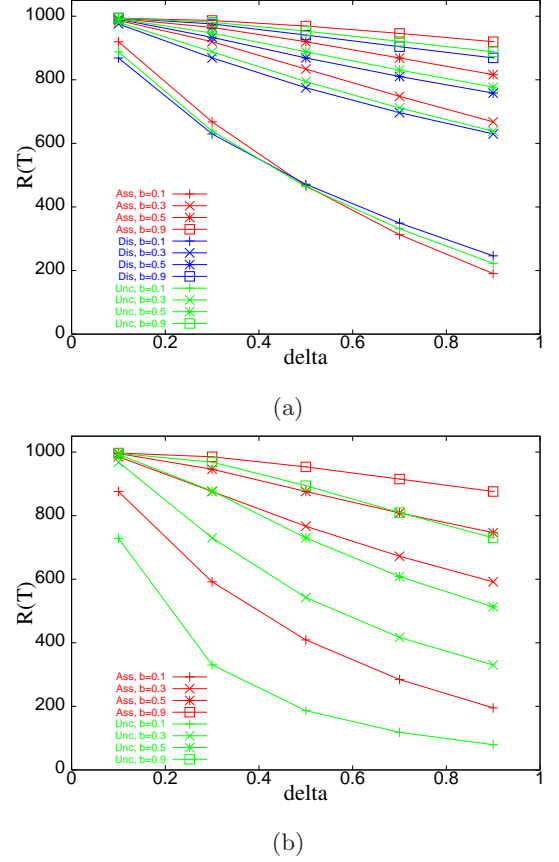 1000
800
600
400
200
0
R(T)
Ass, b=0.1
Ass, b=0.3
Ass, b=0.5
Ass, b=0.9
Dis, b=0.1
Dis, b=0.3
Dis, b=0.5
Dis, b=0.9
Unc, b=0.1
Unc, b=0.3
Unc, b=0.5
Unc, b=0.9
0 0.2 0.4 0.6 0.8 1
delta
(a)
1000
800
600
400
200
0
R(T)
Ass, b=0.1
Ass, b=0.3
Ass, b=0.5
Ass, b=0.9
Unc, b=0.1
Unc, b=0.3
Unc, b=0.5
Unc, b=0.9
0 0.2 0.4 0.6 0.8 1
delta
(b)